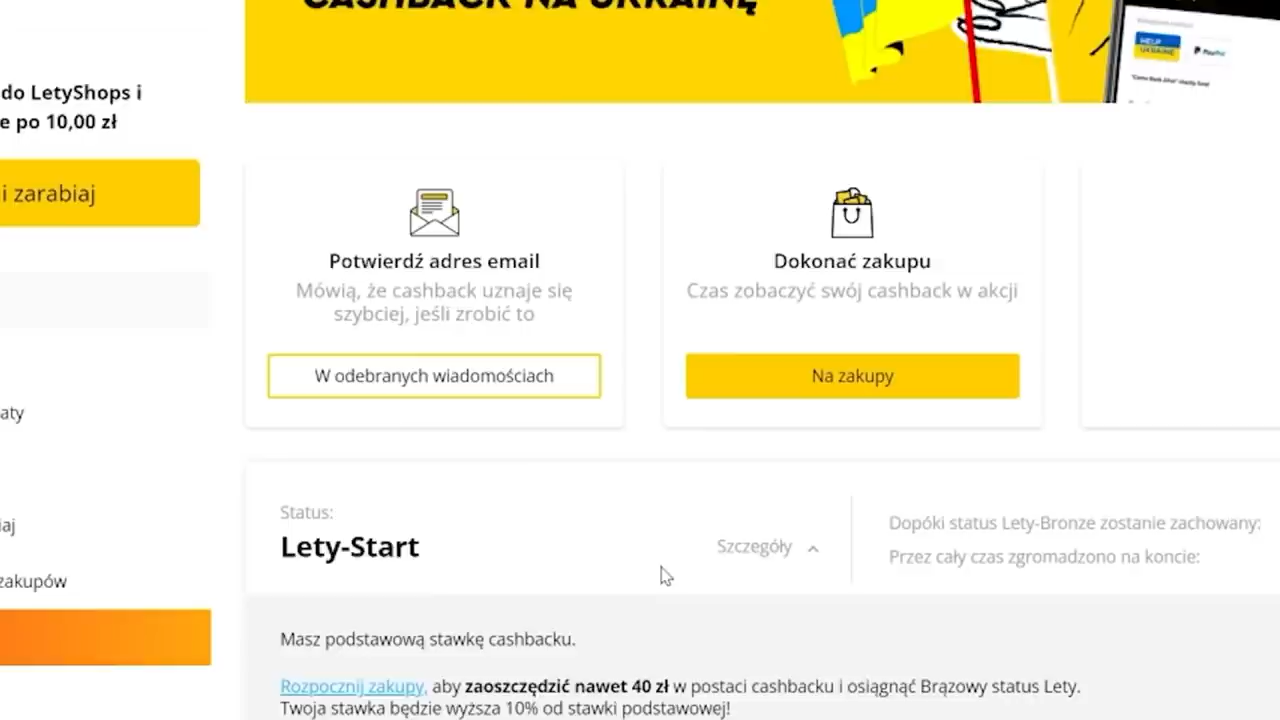 CASHBACK NA UKRAINĘ
HELP
UKRAINE
PayPal
do LetyShops i
e po 10,00 zł
i zarabiaj
Potwierdź adres email
Mówią, że cashback uznaje się
szybciej, jeśli zrobić to
W odebranych wiadomościach
Dokonać zakupu
Czas zobaczyć swój cashback w akcji
Na zakupy
aty
iaj
zakupów
Status:
Lety-Start
Szczegóły
Dopóki status Lety-Bronze zostanie zachowany:
Przez cały czas zgromadzono na koncie:
Masz podstawową stawkę cashbacku.
Rozpocznij zakupy, aby zaoszczędzić nawet 40 zł w postaci cashbacku i osiągnąć Brązowy status Lety.
Twoja stawka będzie wyższa 10% od stawki podstawowej!